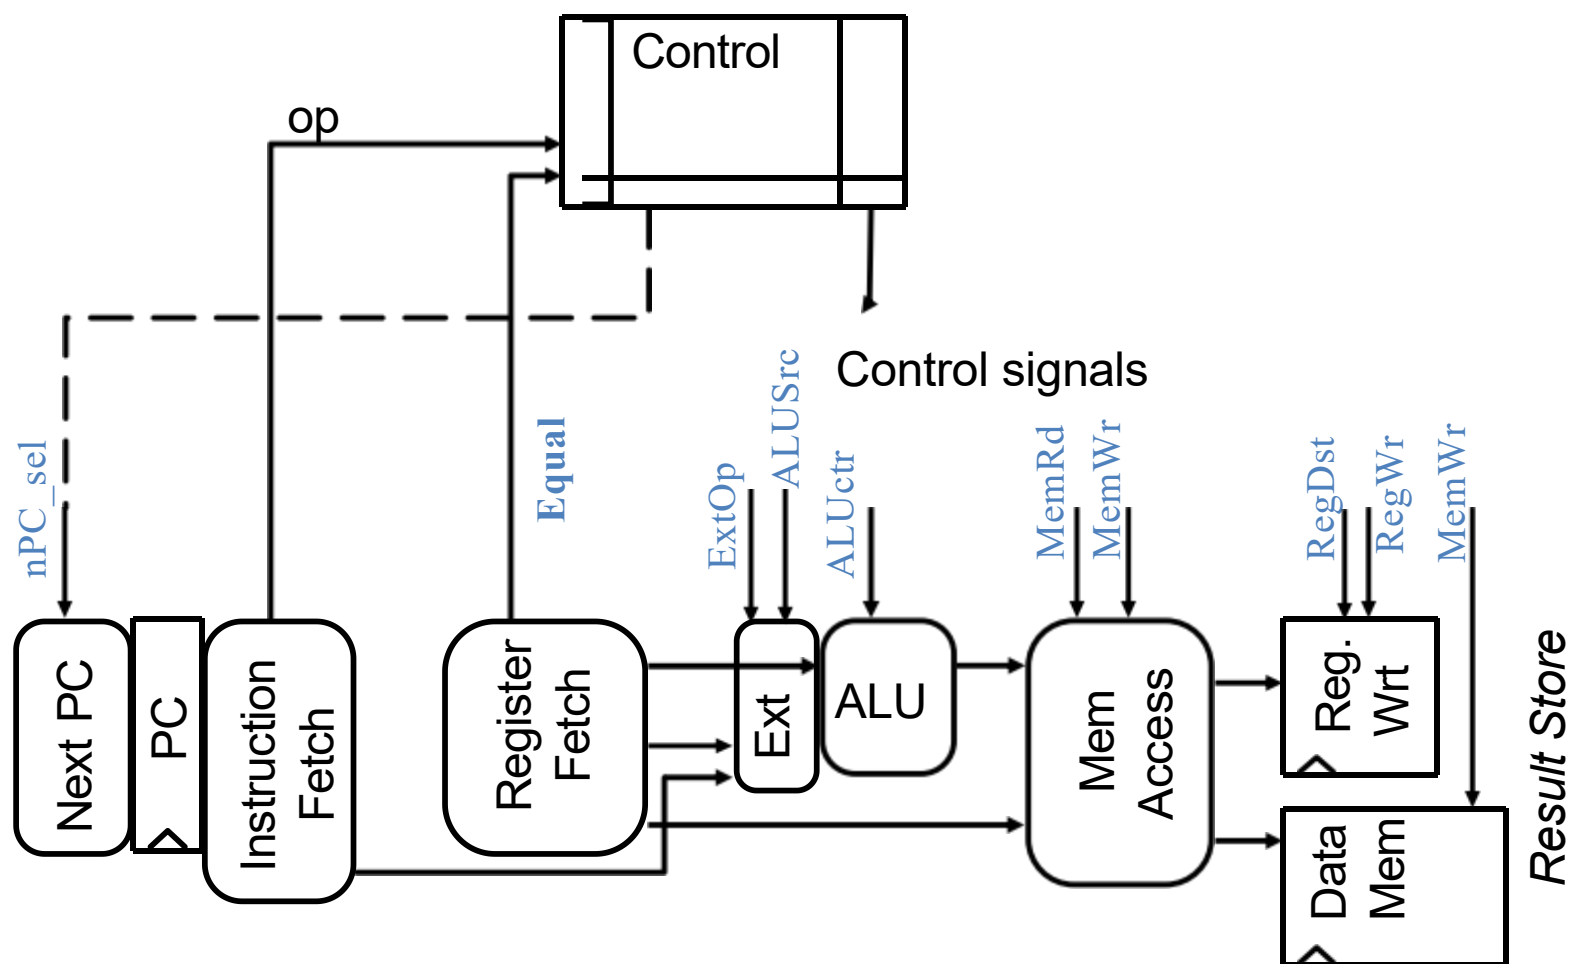 Control
op
Control signals
nPC_sel
Equal
ExtOp
ALUSrc
ALUctr
MemRd
MemWr
RegDst
RegWr
MemWr
Next PC
PC
Instruction
Fetch
Register
Fetch
Ext
ALU
Mem
Access
Reg.
Wrt
Data
Mem
Result Store